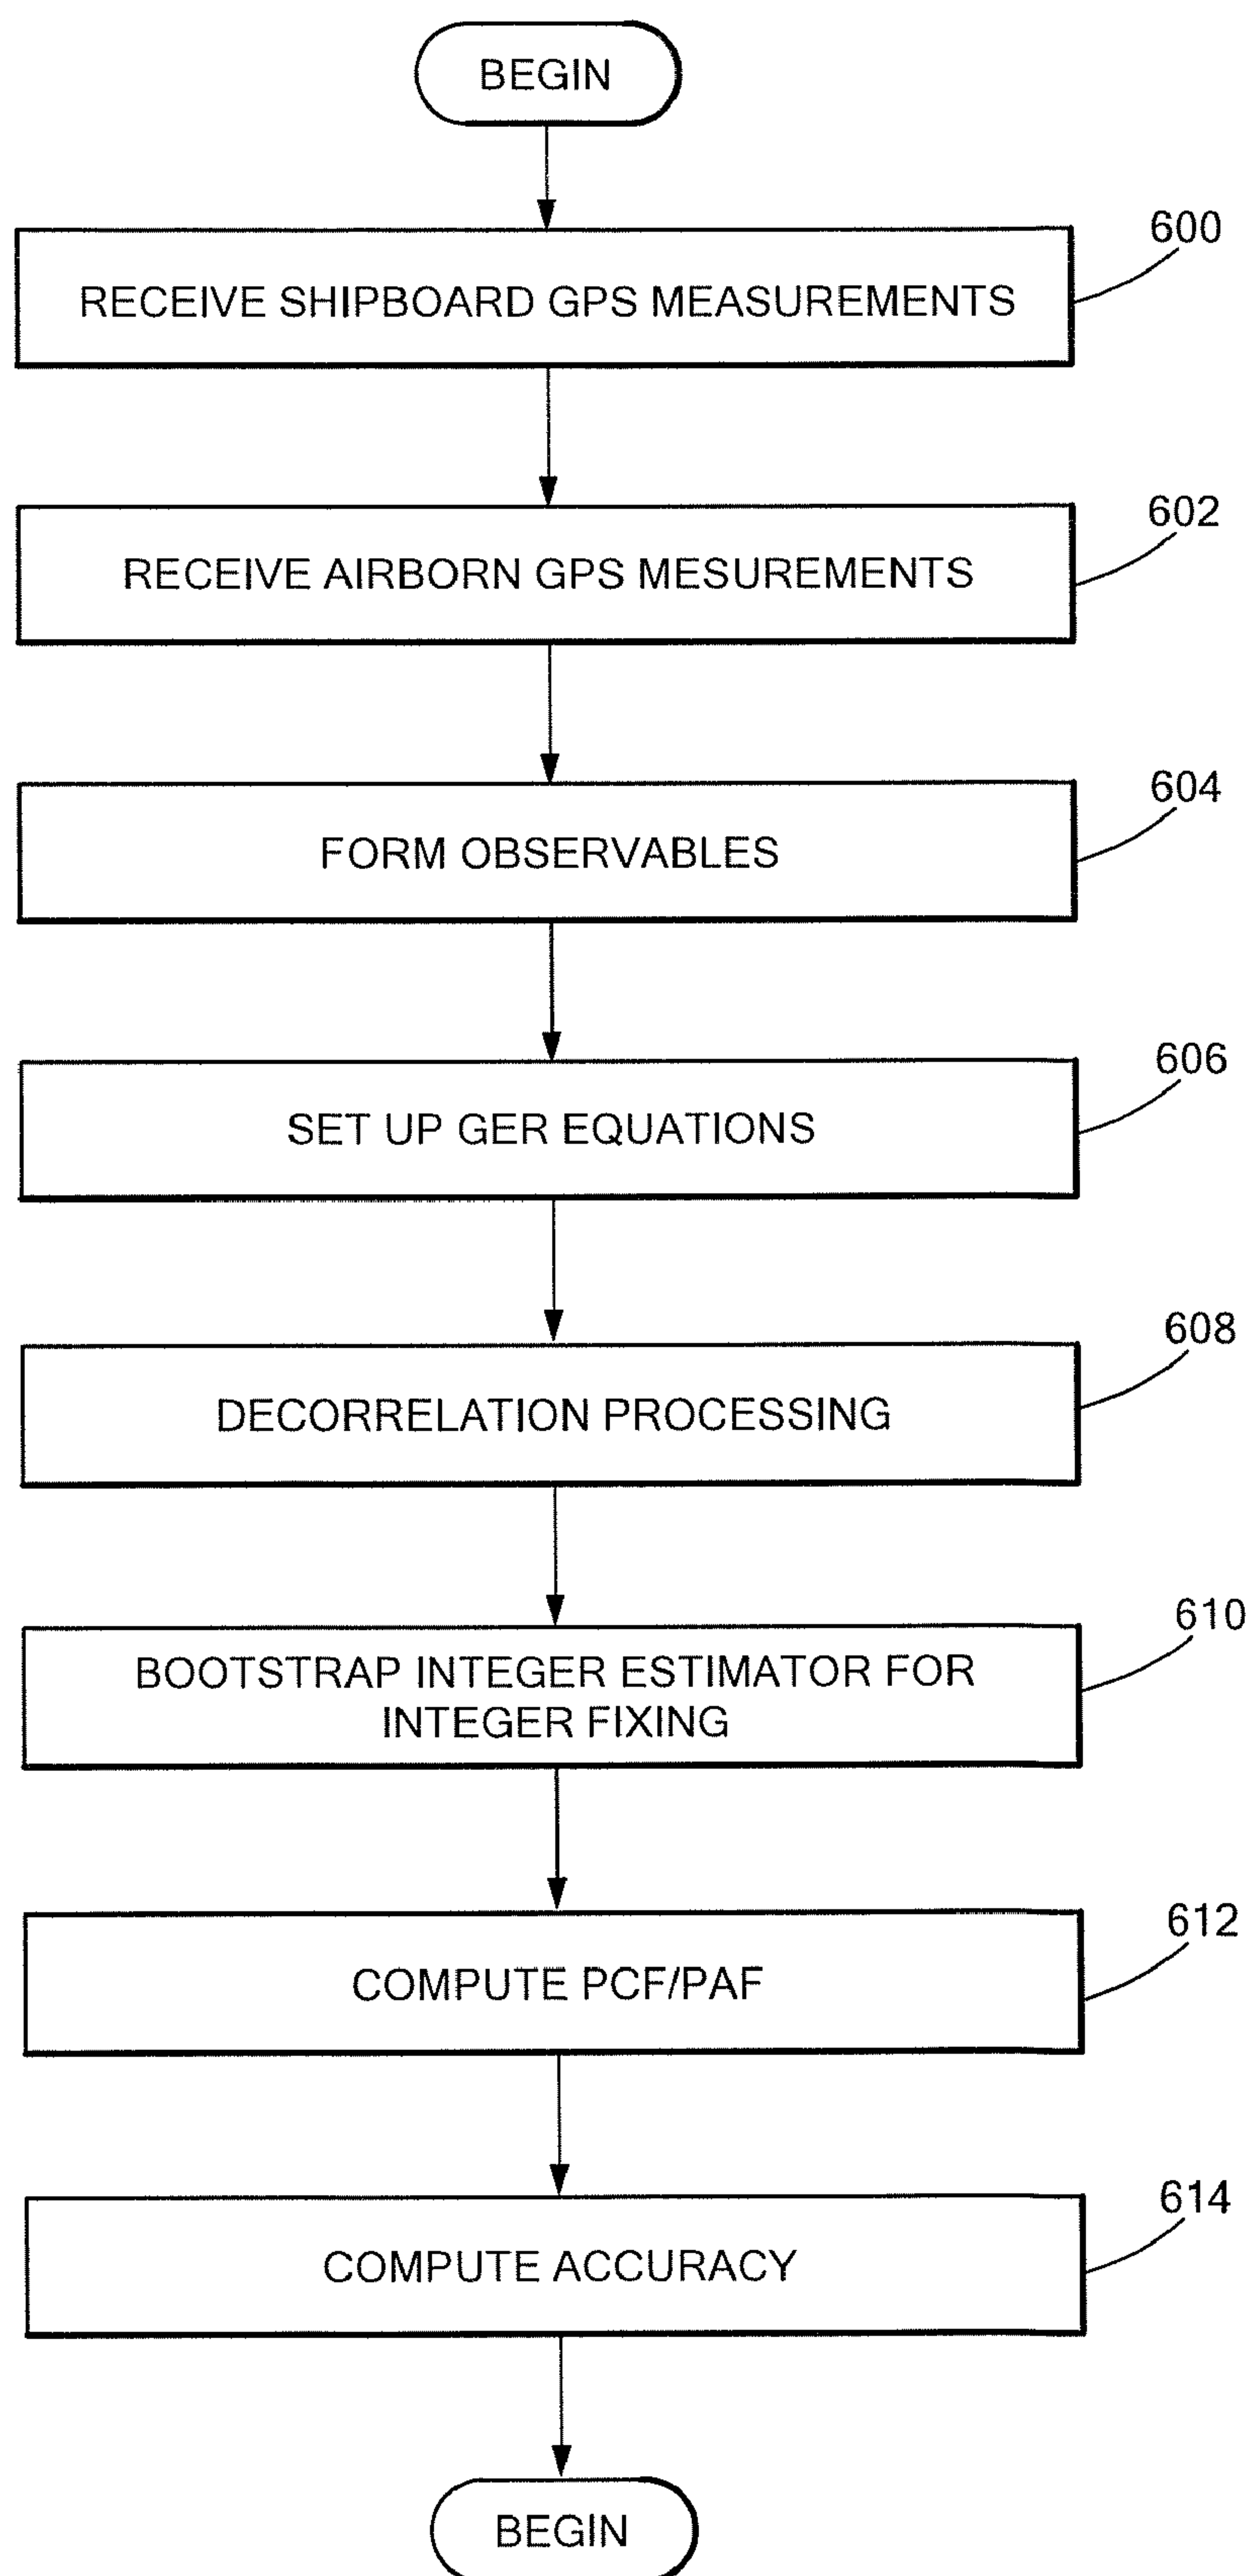 BEGIN
600
RECEIVE SHIPBOARD GPS MEASUREMENTS
602
RECEIVE AIRBORN GPS MESUREMENTS
604
FORM OBSERVABLES
606
SET UP GER EQUATIONS
608
DECORRELATION PROCESSING
610
BOOTSTRAP INTEGER ESTIMATOR FOR
INTEGER FIXING
612
COMPUTE PCF/PAF
614
COMPUTE ACCURACY
BEGIN